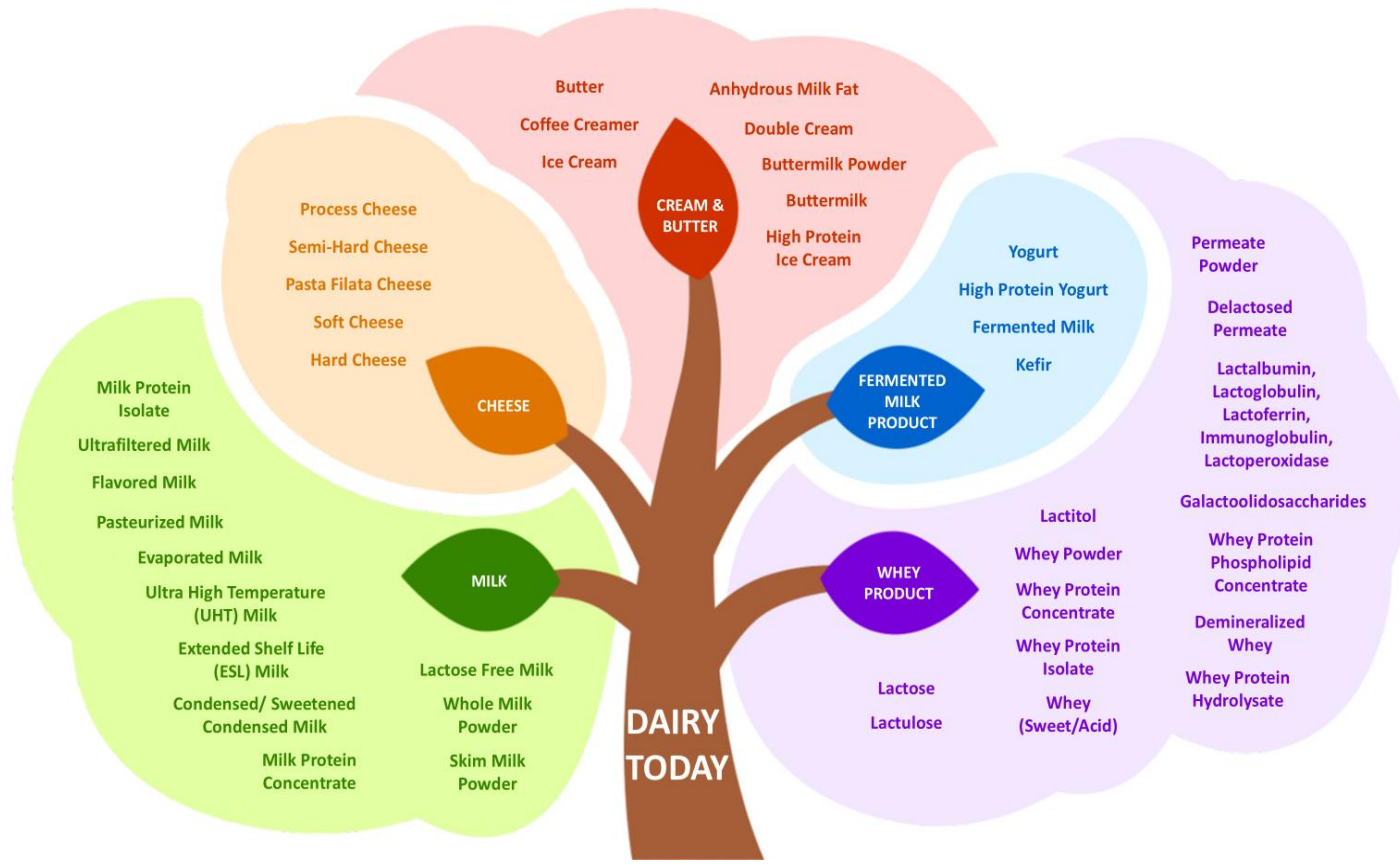 Butter
Coffee Creamer
Ice Cream
Anhydrous Milk Fat
Double Cream
Buttermilk Powder
Buttermilk
High Protein
Ice Cream
CREAM &
BUTTER
Process Cheese
Semi-Hard Cheese
Pasta Filata Cheese
Soft Cheese
Hard Cheese
CHEESE
Yogurt
High Protein Yogurt
Fermented Milk
Kefir
FERMENTED
MILK
PRODUCT
Milk Protein
Isolate
Ultrafiltered Milk
Flavored Milk
Pasteurized Milk
Evaporated Milk
Ultra High Temperature
(UHT) Milk
Extended Shelf Life
(ESL) Milk
Condensed/ Sweetened
Condensed Milk
Milk Protein
Concentrate
Lactose Free Milk
Whole Milk
Powder
Skim Milk
Powder
MILK
WHEY
PRODUCT
Lactose
Lactulose
Lactitol
Whey Powder
Whey Protein
Concentrate
Whey Protein
Isolate
Whey
(Sweet/Acid)
Permeate
Powder
Delactosed
Permeate
Lactalbumin,
Lactoglobulin,
Lactoferrin,
Immunoglobulin,
Lactoperoxidase
Galactoolidosaccharides
Whey Protein
Phospholipid
Concentrate
Demineralized
Whey
Whey Protein
Hydrolysate
DAIRY
TODAY